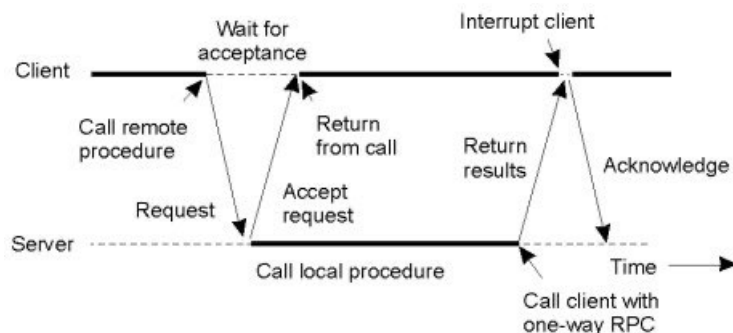 Interrupt client
Wait for
acceptance
Client
Call remote
procedure
Return
from call
Return
results
Acknowledge
Request
Accept
request
Server
Call local procedure
Time
Call client with
one-way RPC